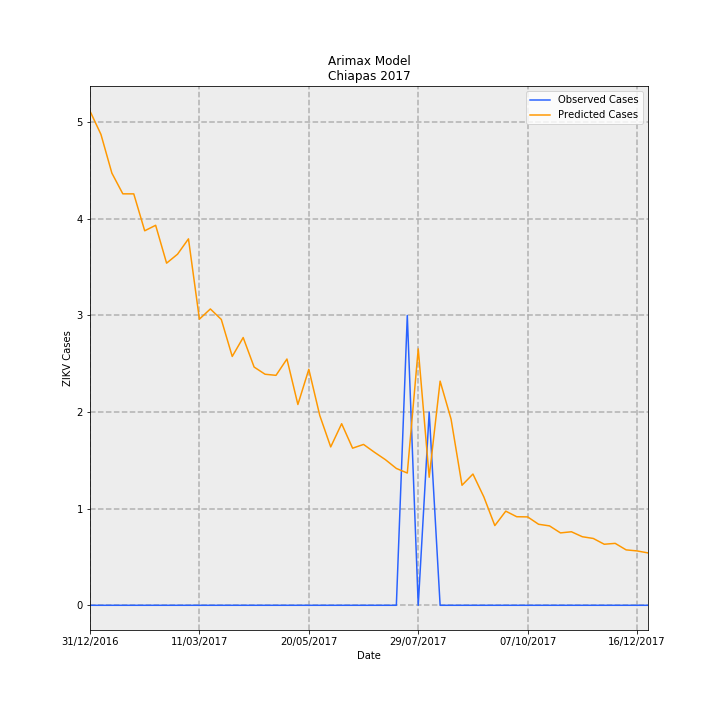 Arimax Model
Chiapas 2017
Observed Cases
Predicted Cases
5
4
3
2
1
0
ZIKV Cases
31/12/2016 11/03/2017 20/05/2017 29/07/2017 07/10/2017 16/12/2017
Date